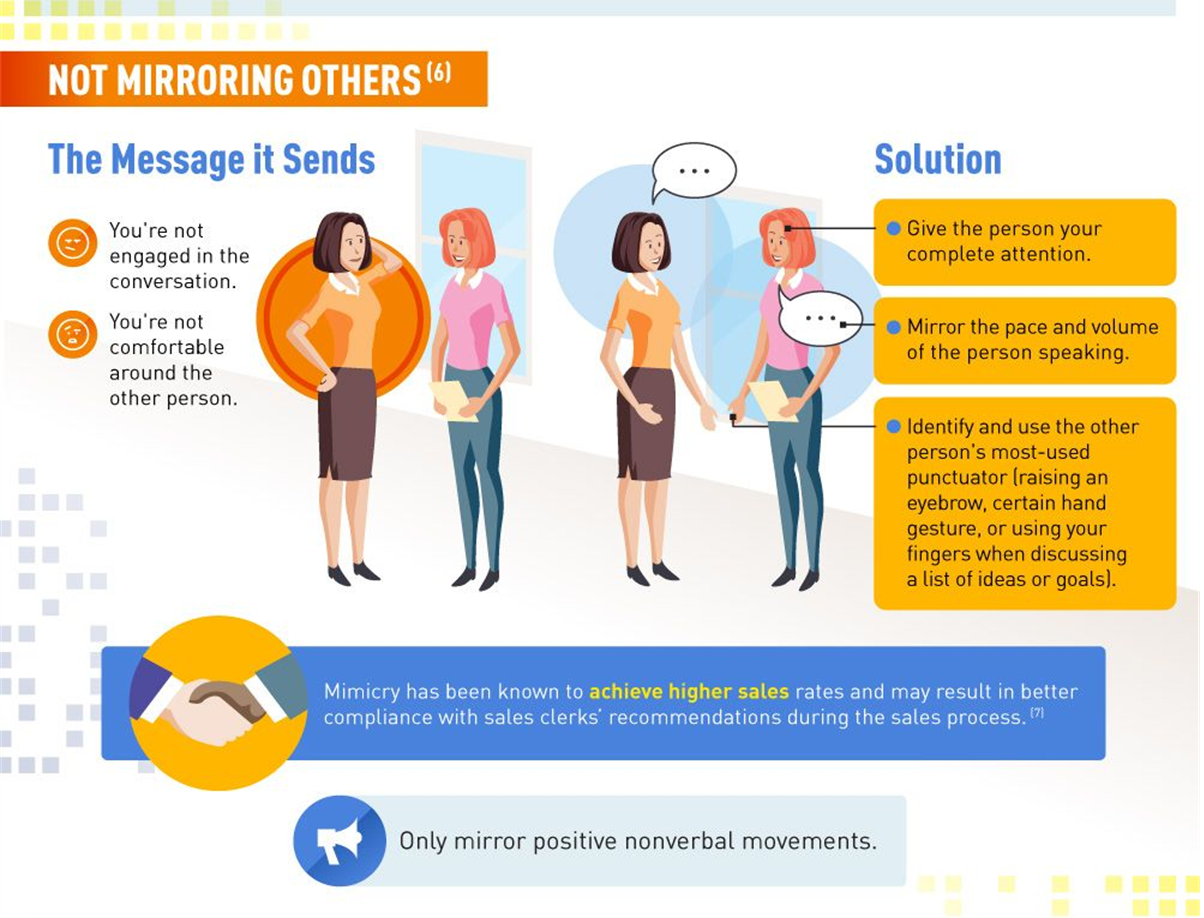 NOT MIRRORING OTHERS (6)
The Message it Sends
You're not
engaged in the
conversation.
You're not
comfortable
around the
other person.
Solution
Give the person your
complete attention.
Mirror the pace and volume
of the person speaking.
Identify and use the other
person's most-used
punctuator (raising an
eyebrow, certain hand
gesture, or using your
fingers when discussing
a list of ideas or goals).
Mimicry has been known to achieve higher sales rates and may result in better
compliance with sales clerks' recommendations during the sales process. (7)
Only mirror positive nonverbal movements.